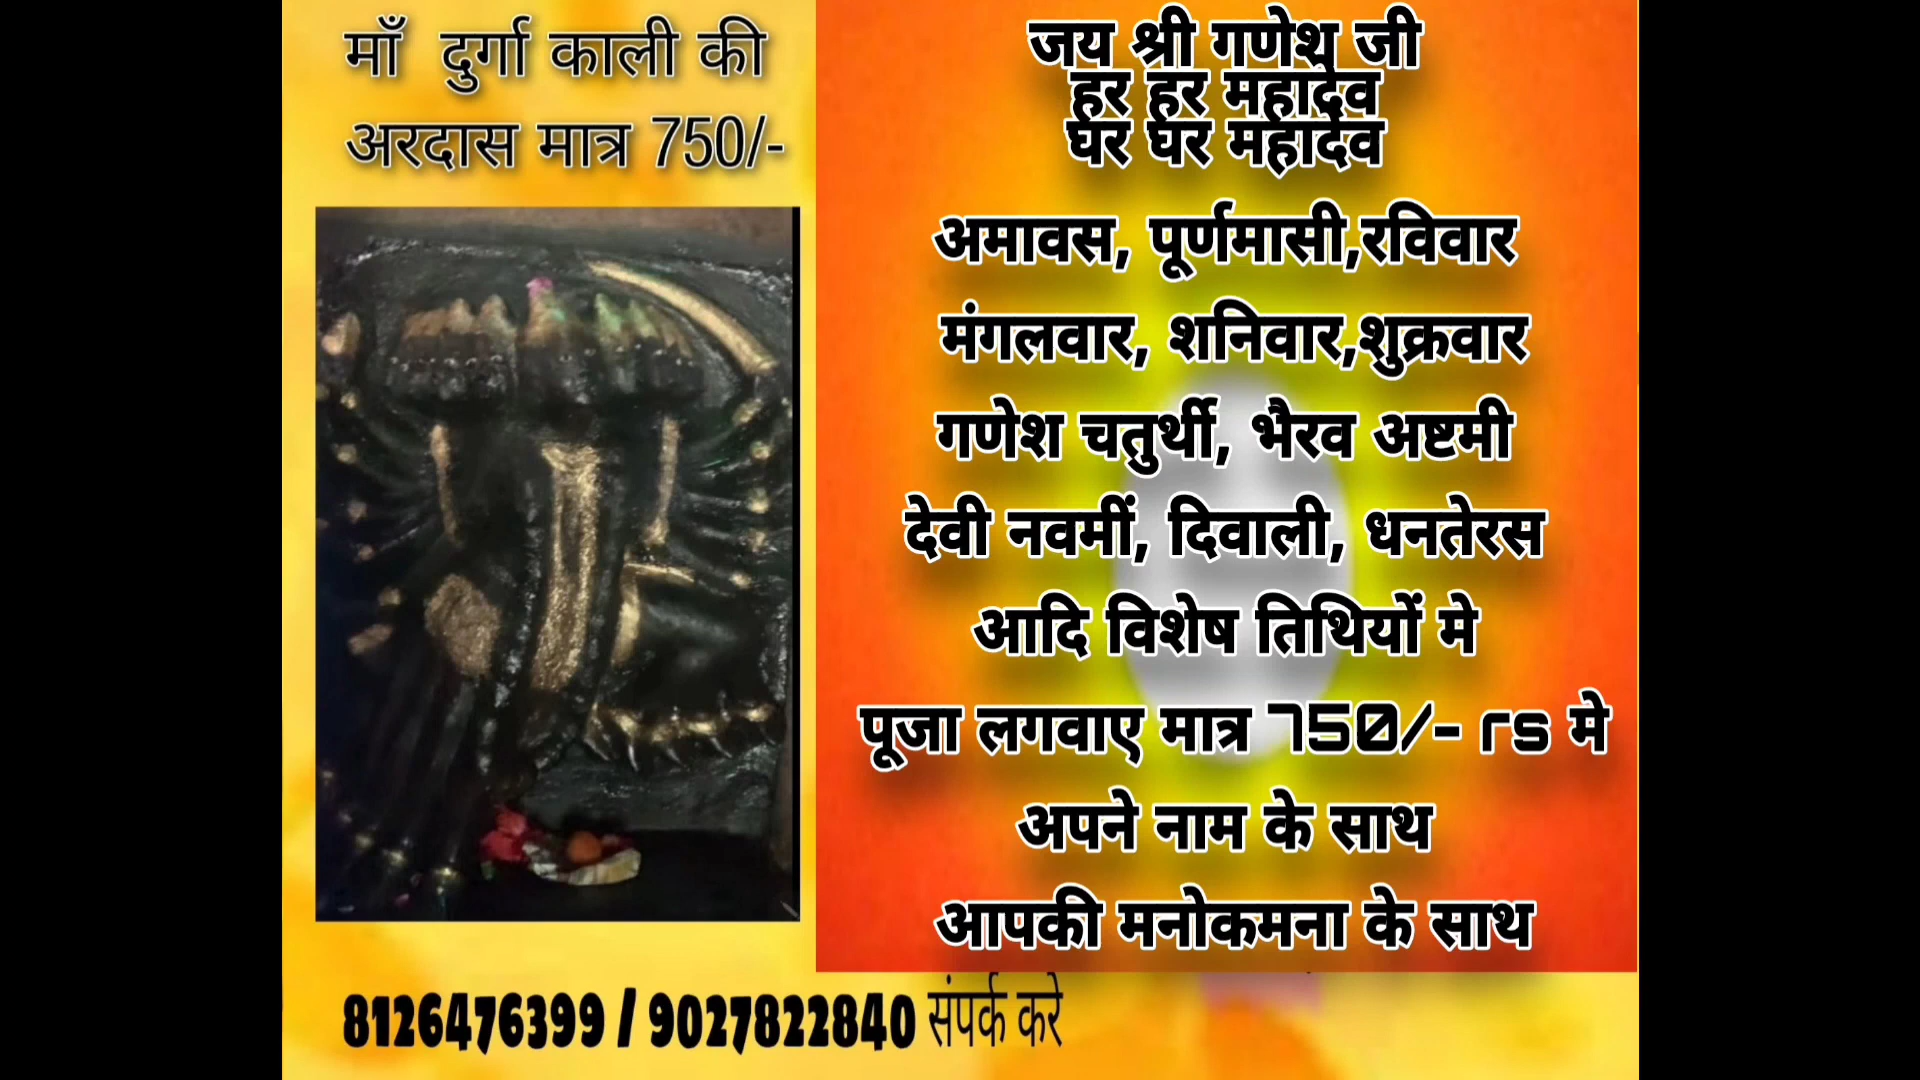 माँ दुर्गा काली की
अरदास मात्र 750/-
जय श्री गणेश जी
हर हर महादेव
घर घर महादेव
अमावस, पूर्णमासी,रविवार
मंगलवार, शनिवार,शुक्रवार
गणेश चतुर्थी, भैरव अष्टमी
देवी नवमीं, दिवाली, धनतेरस
आदि विशेष तिथियों मे
पूजा लगवाए मात्र 750/- rs मे
अपने नाम के साथ
आपकी मनोकमना के साथ
8126476399 / 9027822840 संपर्क करे